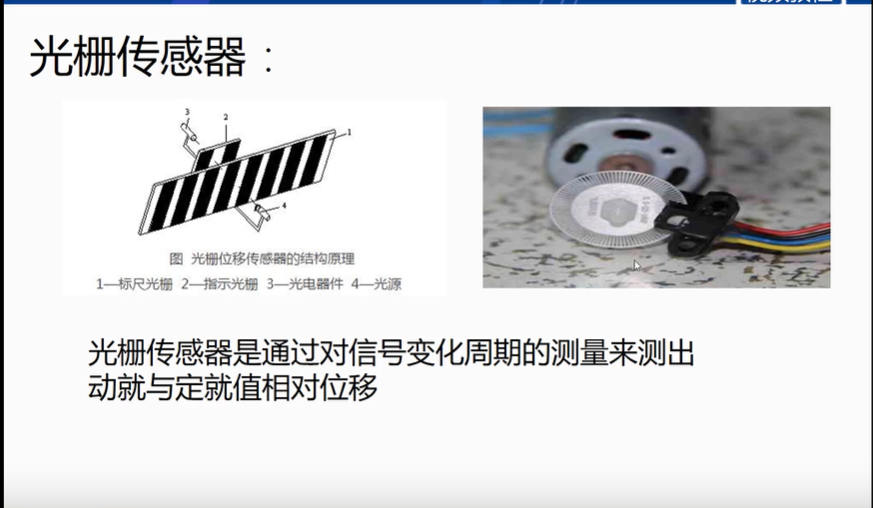 光栅传感器：
3
2
1
4
图 光栅位移传感器的结构原理
1—标尺光栅 2—指示光栅 3—光电器件 4—光源
光栅传感器是通过对信号变化周期的测量来测出
动就与定就值相对位移